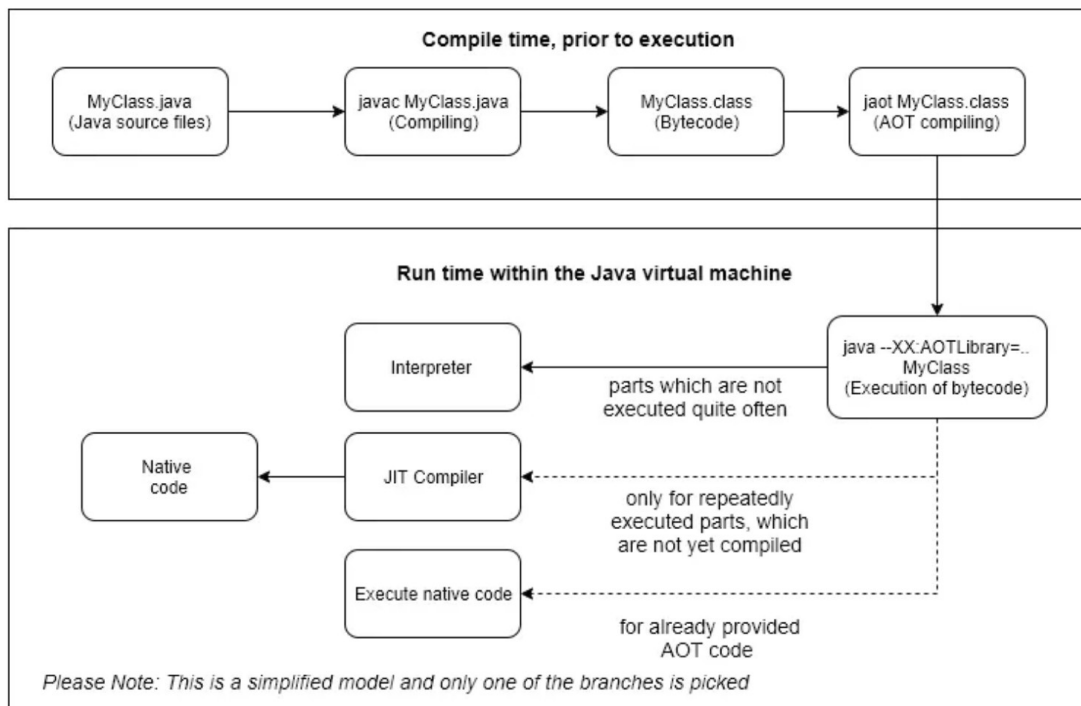 Compile time, prior to execution
MyClass.java
(Java source files)
javac MyClass.java
(Compiling)
MyClass.class
(Bytecode)
jaot MyClass.class
(AOT compiling)
Run time within the Java virtual machine
java --XX:AOTLibrary=..
MyClass
(Execution of bytecode)
Interpreter
parts which are not
executed quite often
Native
code
JIT Compiler
only for repeatedly
executed parts, which
are not yet compiled
Execute native code
for already provided
AOT code
Please Note: This is a simplified model and only one of the branches is picked